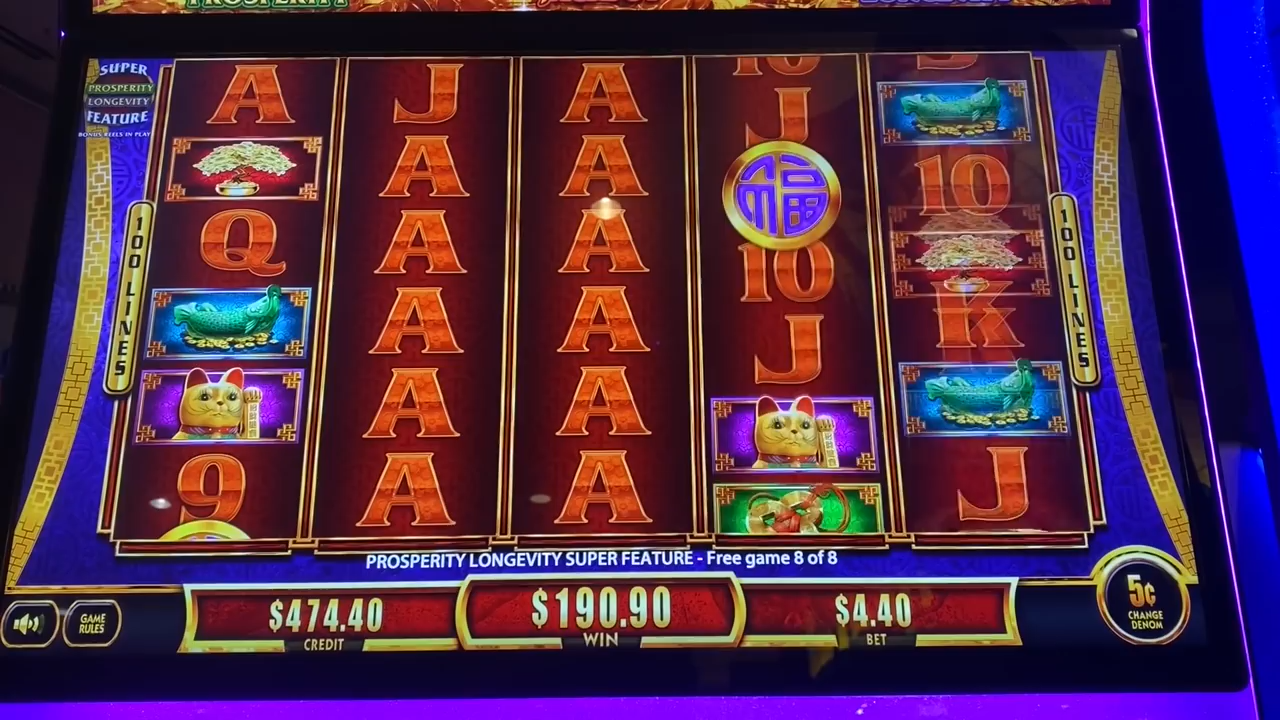 PROSPERITY
LONGEVITY
SUPER
PROSPERITY
LONGEVITY
FEATURE
BONUS REELS IN PLAY
100 LINES
100 LINES
A J A 10
J
A A 福 10
Q A A 10 K
A A J
A A
9 A A J
PROSPERITY LONGEVITY SUPER FEATURE - Free game 8 of 8
GAME
RULES
$474.40
CREDIT
$190.90
WIN
$4.40
BET
5¢
CHANGE
DENOM